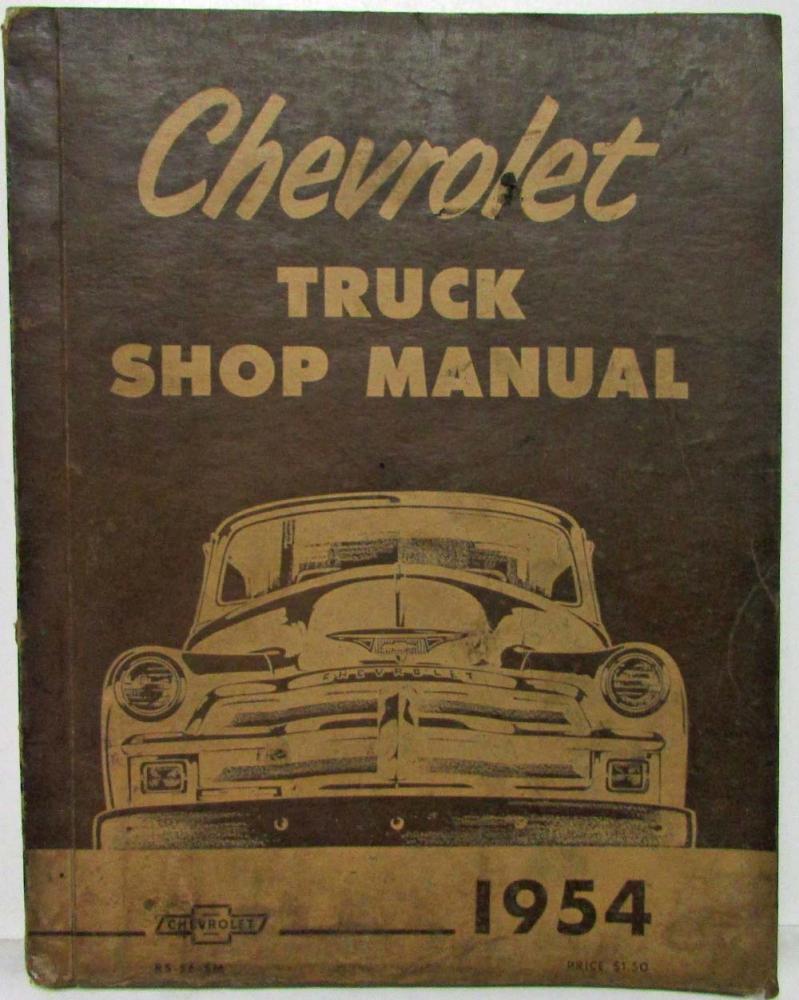 Chevrolet
TRUCK
SHOP MANUAL
CHEVROLET
1954
CHEVROLET
PRICE $1.50